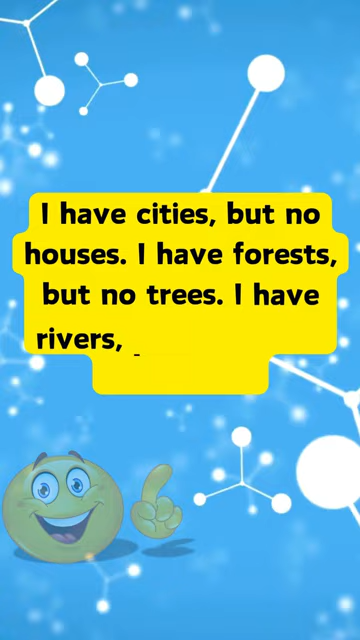 I have cities, but no
houses. I have forests,
but no trees. I have
rivers,